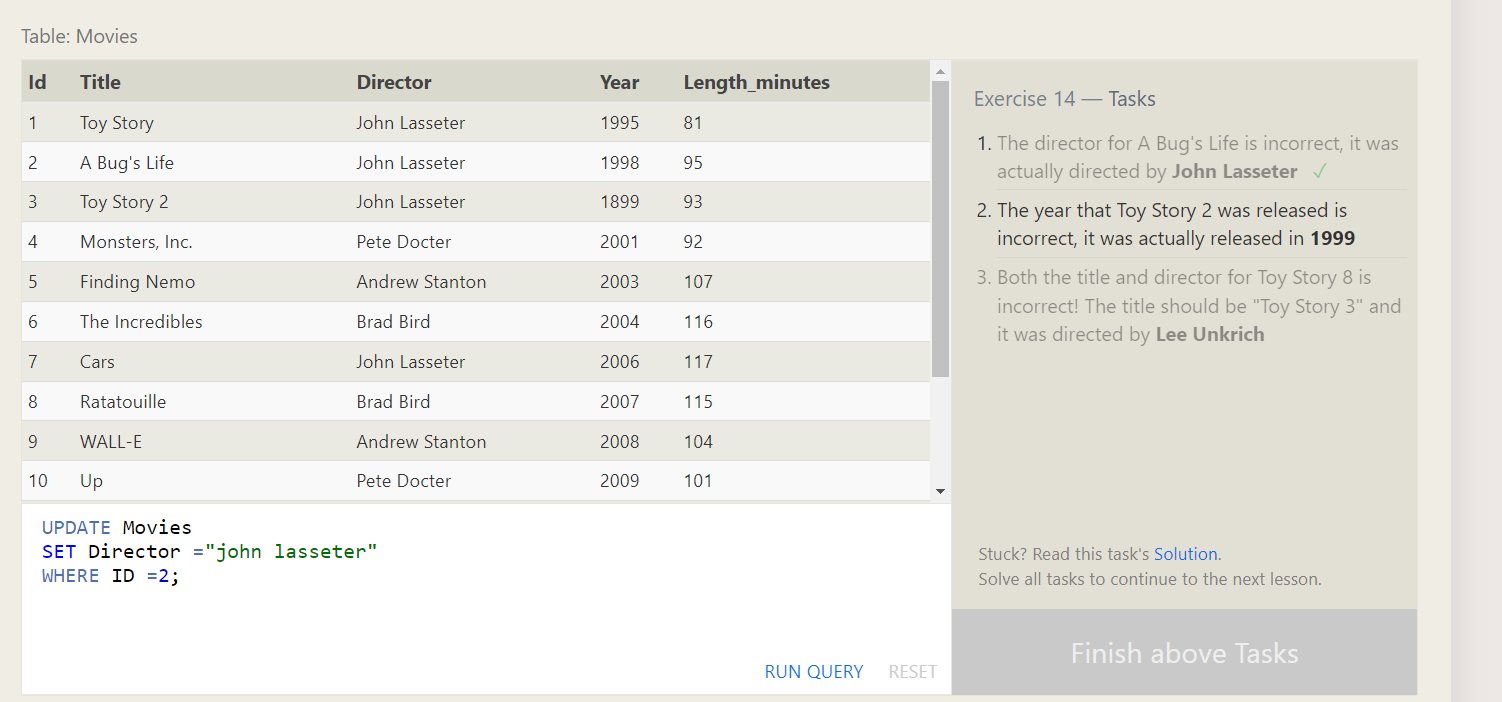 Table: Movies
Id Title Director Year Length_minutes
1 Toy Story John Lasseter 1995 81
2 A Bug's Life John Lasseter 1998 95
3 Toy Story 2 John Lasseter 1899 93
4 Monsters, Inc. Pete Docter 2001 92
5 Finding Nemo Andrew Stanton 2003 107
6 The Incredibles Brad Bird 2004 116
7 Cars John Lasseter 2006 117
8 Ratatouille Brad Bird 2007 115
9 WALL-E Andrew Stanton 2008 104
10 Up Pete Docter 2009 101
UPDATE Movies
SET Director ="john lasseter"
WHERE ID =2;
RUN QUERY RESET
Exercise 14 — Tasks
1. The director for A Bug's Life is incorrect, it was
actually directed by John Lasseter ✓
2. The year that Toy Story 2 was released is
incorrect, it was actually released in 1999
3. Both the title and director for Toy Story 8 is
incorrect! The title should be "Toy Story 3" and
it was directed by Lee Unkrich
Stuck? Read this task's Solution.
Solve all tasks to continue to the next lesson.
Finish above Tasks